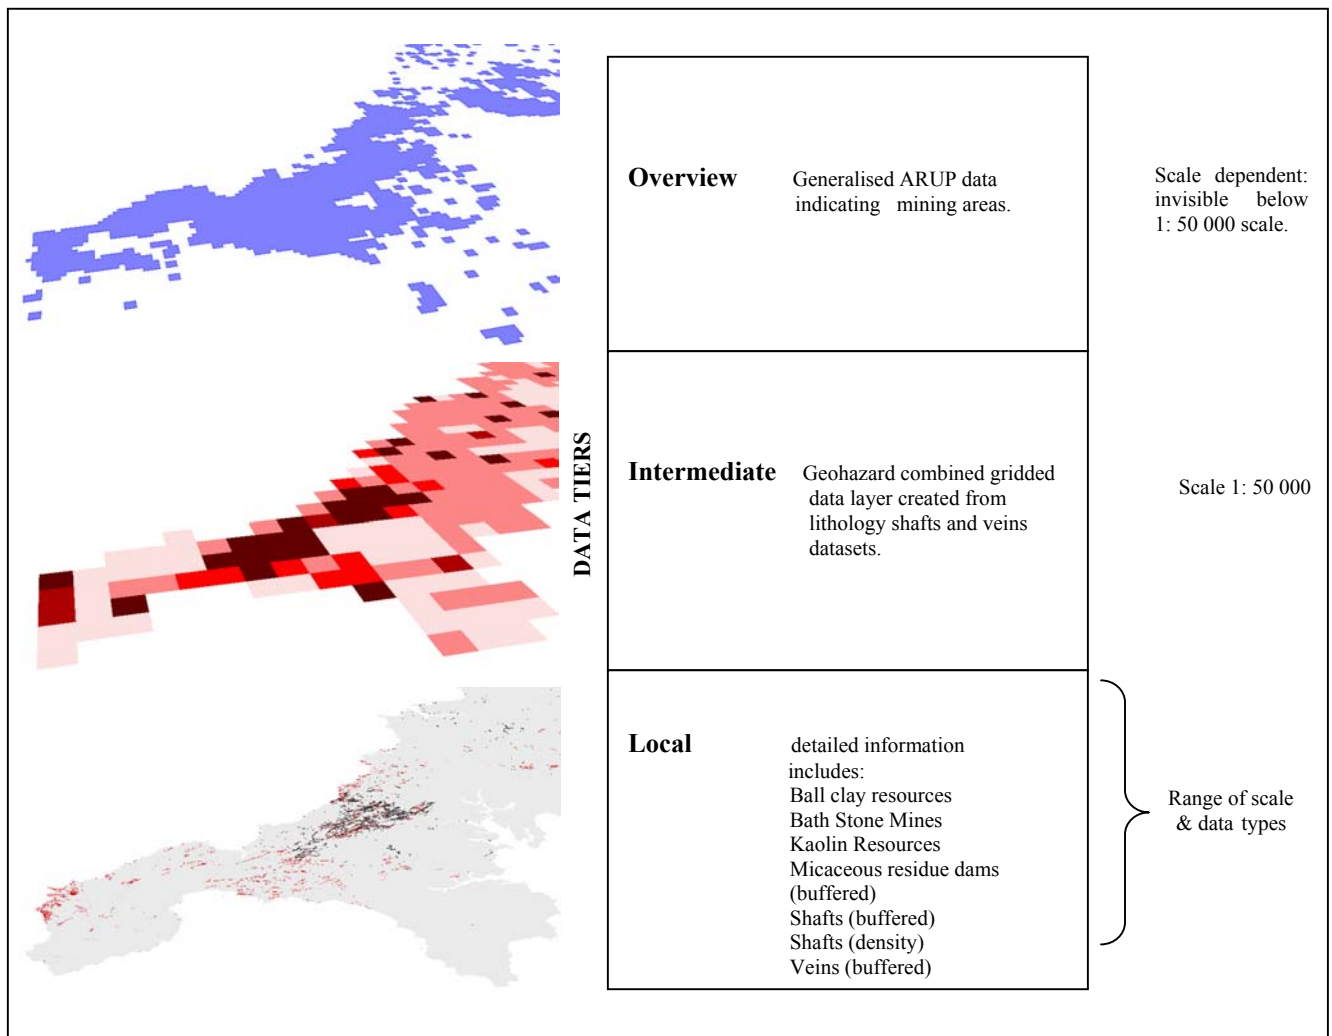 Overview Generalised ARUP data
indicating mining areas.
Scale dependent:
invisible below
1: 50 000 scale.
DATA TIERS
Intermediate Geohazard combined gridded
data layer created from
lithology shafts and veins
datasets.
Scale 1: 50 000
Local detailed information
includes:
Ball clay resources
Bath Stone Mines
Kaolin Resources
Micaceous residue dams
(buffered)
Shafts (buffered)
Shafts (density)
Veins (buffered)
Range of scale
& data types